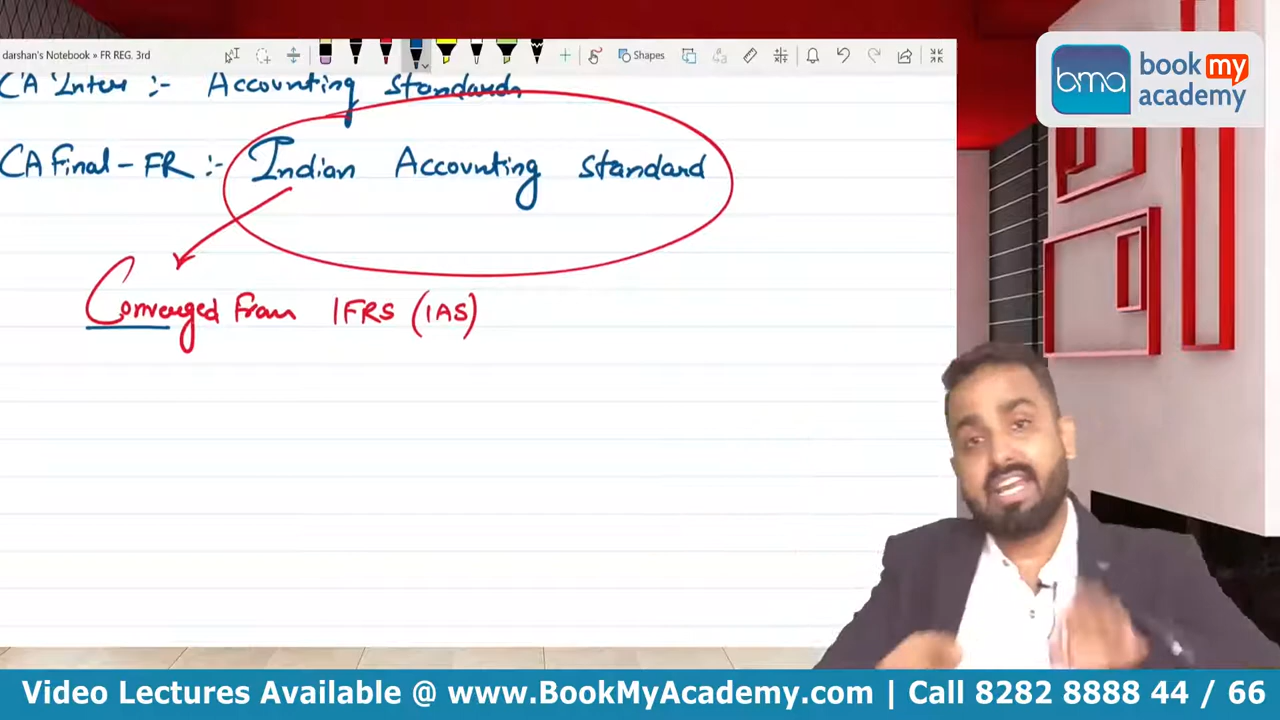 darshan's Notebook » FR REG. 3rd
Shapes
CA Inter :- Accounting Standards
CA Final - FR :- Indian Accounting Standard
Converged from IFRS (IAS)
bma book my academy
Video Lectures Available @ www.BookMyAcademy.com | Call 8282 8888 44 / 66